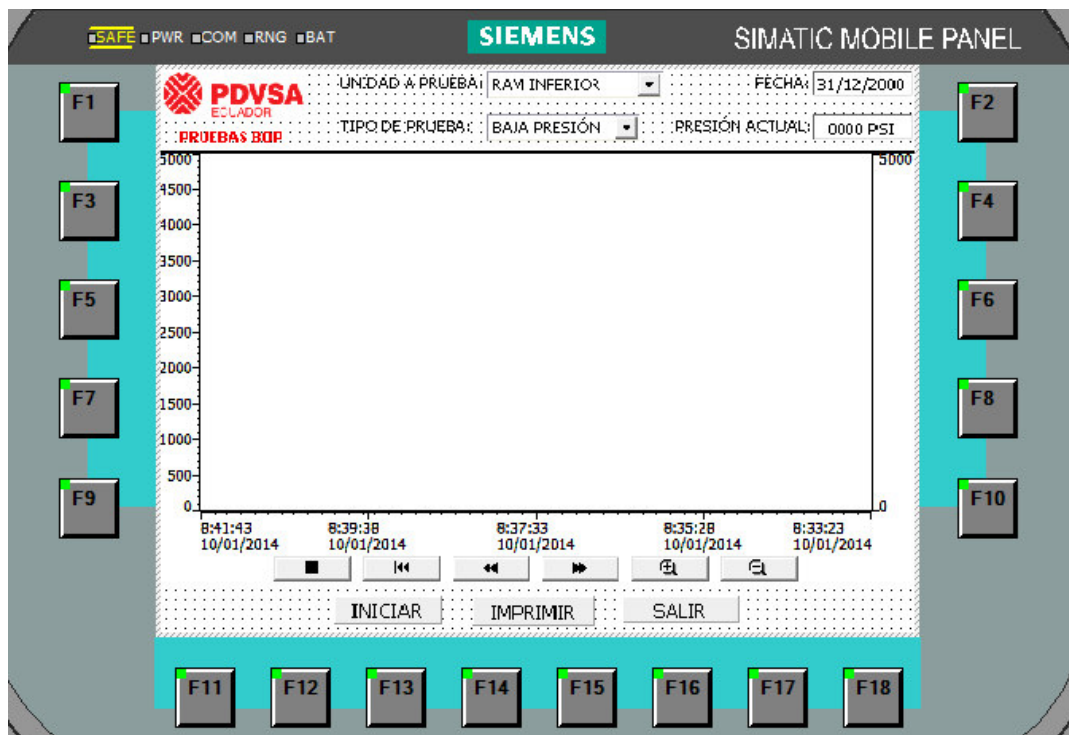 SAFE PWR COM RNG BAT
SIEMENS
SIMATIC MOBILE PANEL
F1
F2
F3
F4
F5
F6
F7
F8
F9
F10
PDVSA
ECUADOR
PRUEBAS BOP
UNIDAD A PRUEBA: RAM INFERIOR
FECHA: 31/12/2000
TIPO DE PRUEBA: BAJA PRESIÓN
PRESIÓN ACTUAL: 0000 PSI
5000
4500
4000
3500
3000
2500
2000
1500
1000
500
0
5000
0
8:41:43 8:39:38 8:37:33 8:35:28 8:33:23
10/01/2014 10/01/2014 10/01/2014 10/01/2014 10/01/2014
INICIAR IMPRIMIR SALIR
F11 F12 F13 F14 F15 F16 F17 F18